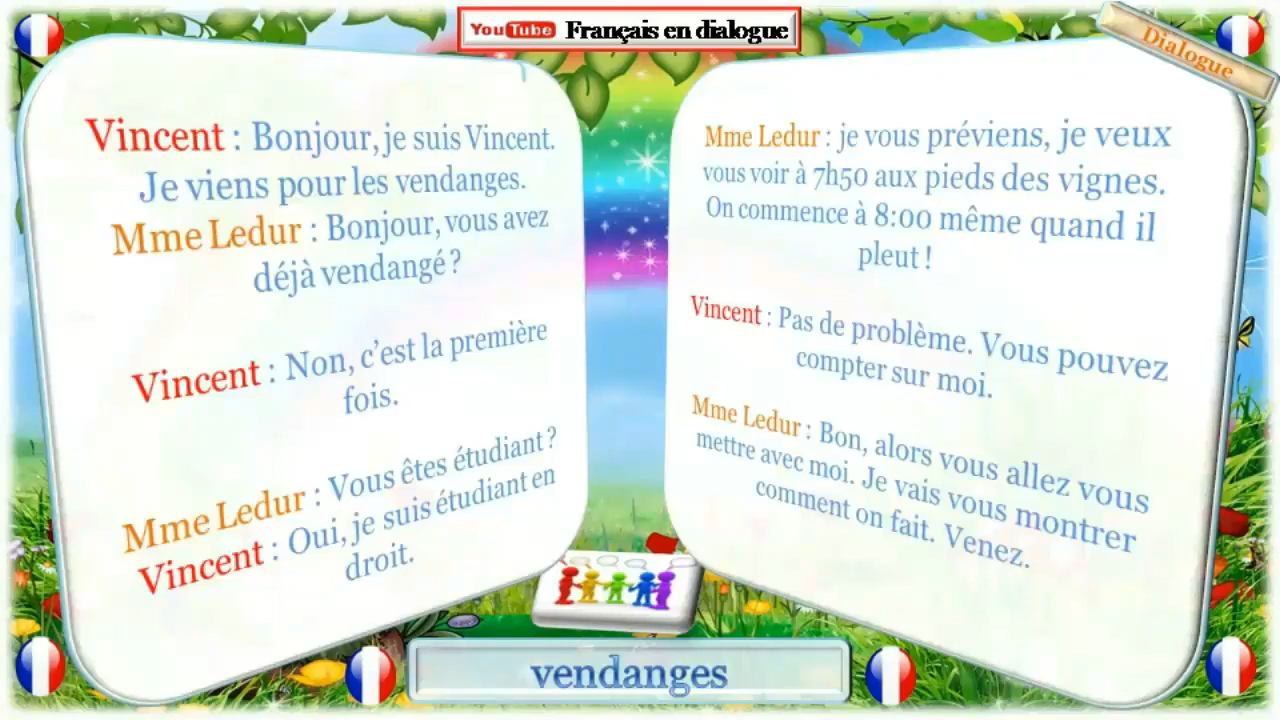 YouTube Français en dialogue
Dialogue
Vincent : Bonjour, je suis Vincent.
Je viens pour les vendanges.
Mme Ledur : Bonjour, vous avez
déjà vendangé ?
Vincent : Non, c’est la première
fois.
Mme Ledur : Vous êtes étudiant ?
Vincent : Oui, je suis étudiant en
droit.
Mme Ledur : je vous préviens, je veux
vous voir à 7h50 aux pieds des vignes.
On commence à 8:00 même quand il
pleut !
Vincent : Pas de problème. Vous pouvez
compter sur moi.
Mme Ledur : Bon, alors vous allez vous
mettre avec moi. Je vais vous montrer
comment on fait. Venez.
vendanges